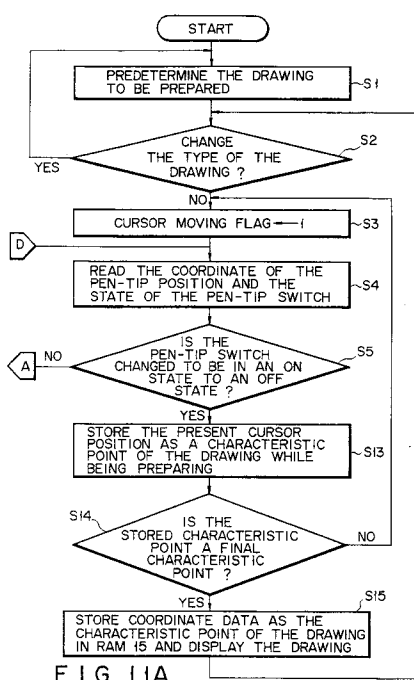 START
PREDETERMINE THE DRAWING
TO BE PREPARED
S1
CHANGE
THE TYPE OF THE
DRAWING ?
S2
YES
NO
CURSOR MOVING FLAG ← 1
S3
D
READ THE COORDINATE OF THE
PEN-TIP POSITION AND THE
STATE OF THE PEN-TIP SWITCH
S4
IS THE
PEN-TIP SWITCH
CHANGED TO BE IN AN ON
STATE TO AN OFF
STATE ?
S5
A
NO
YES
STORE THE PRESENT CURSOR
POSITION AS A CHARACTERISTIC
POINT OF THE DRAWING WHILE
BEING PREPARING
S13
S14
IS THE
STORED CHARACTERISTIC
POINT A FINAL
CHARACTERISTIC
POINT ?
NO
YES
S15
STORE COORDINATE DATA AS THE
CHARACTERISTIC POINT OF THE DRAWING
IN RAM 15 AND DISPLAY THE DRAWING
FIG. 11A